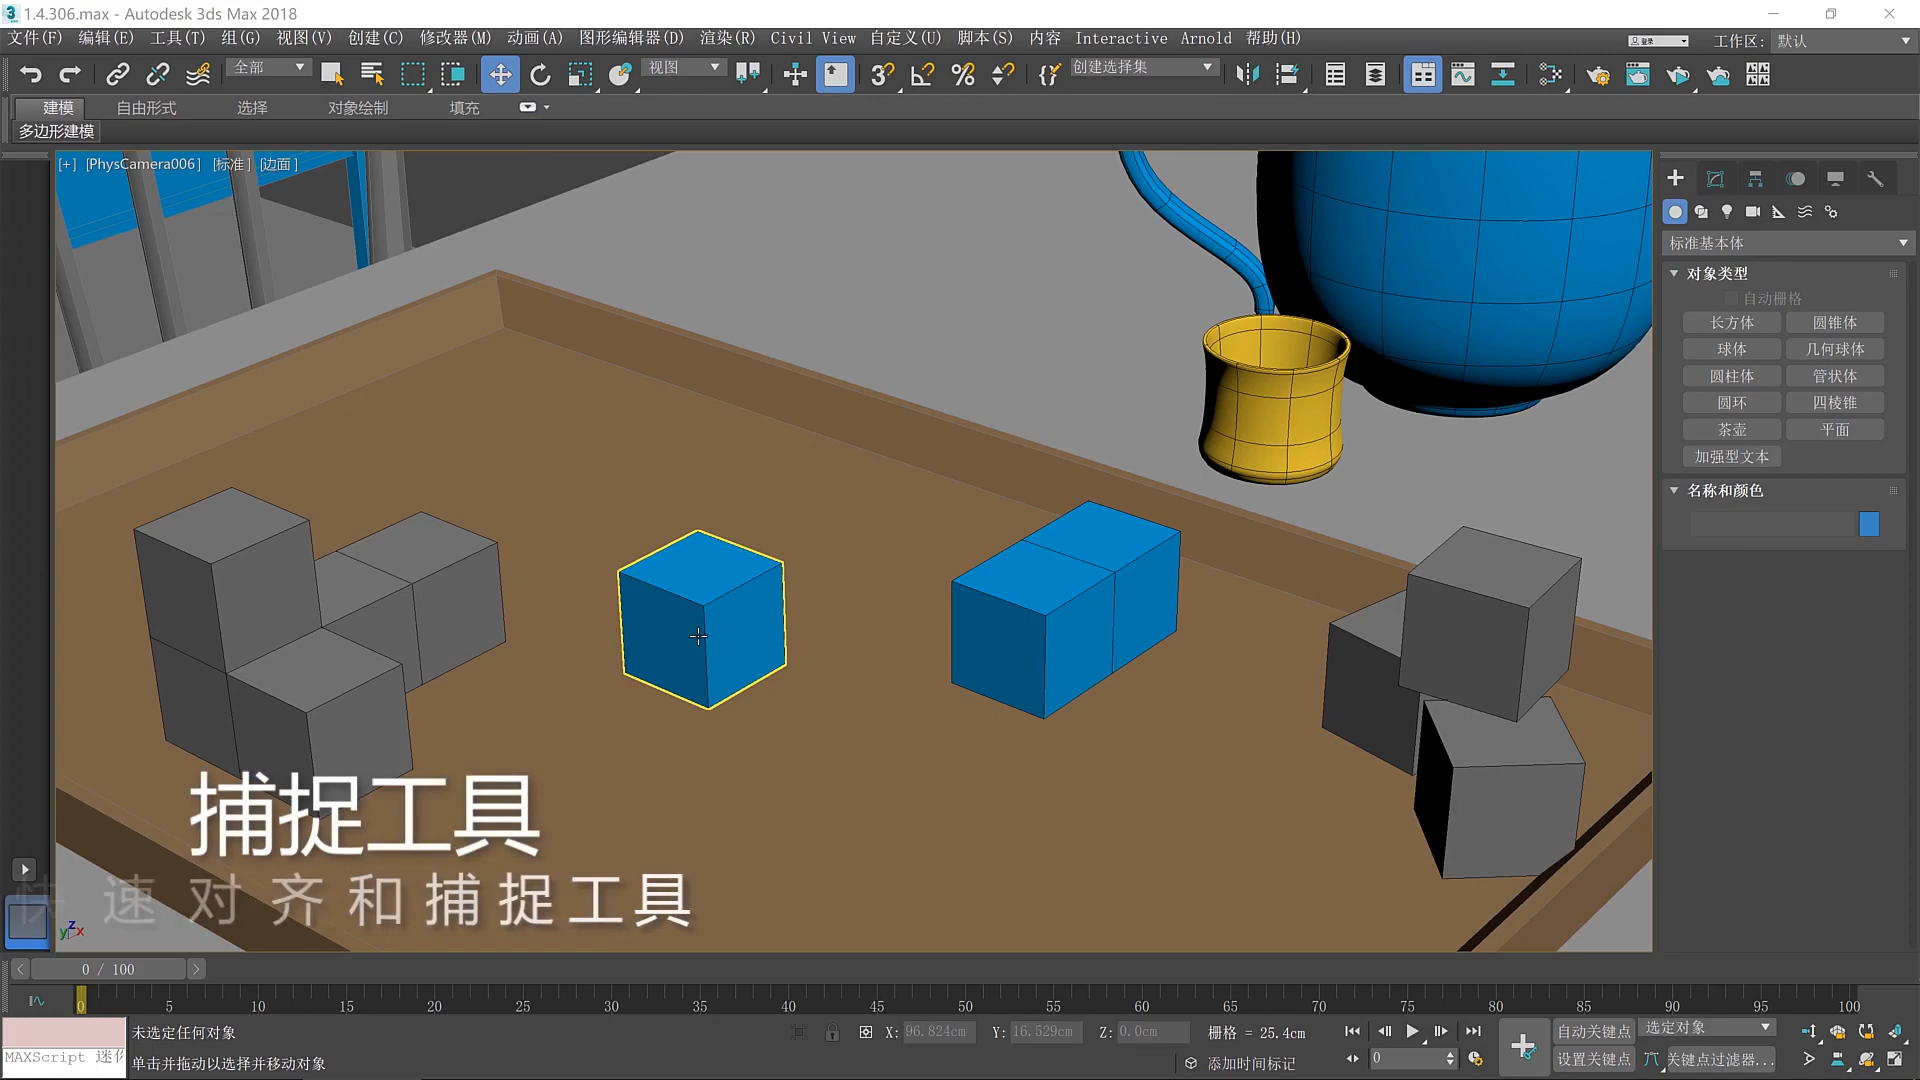 1.4.306.max - Autodesk 3ds Max 2018
文件(F) 编辑(E) 工具(T) 组(G) 视图(V) 创建(C) 修改器(M) 动画(A) 图形编辑器(D) 渲染(R) Civil View 自定义(U) 脚本(S) 内容 Interactive Arnold 帮助(H) 登录 工作区: 默认
全部 视图 创建选择集
建模 自由形式 选择 对象绘制 填充
多边形建模
[+] [PhysCamera006] [标准] [边面]
标准基本体
对象类型
自动栅格
长方体 圆锥体
球体 几何球体
圆柱体 管状体
圆环 四棱锥
茶壶 平面
加强型文本
名称和颜色
捕捉工具
快速对齐和捕捉工具
z
y x
0 / 100
0 5 10 15 20 25 30 35 40 45 50 55 60 65 70 75 80 85 90 95 100
未选定任何对象 X: 96.824cm Y: 16.529cm Z: 0.0cm 栅格 = 25.4cm 自动关键点 选定对象
MAXScript 迷 单击并拖动以选择并移动对象 添加时间标记 0 设置关键点 关键点过滤器...